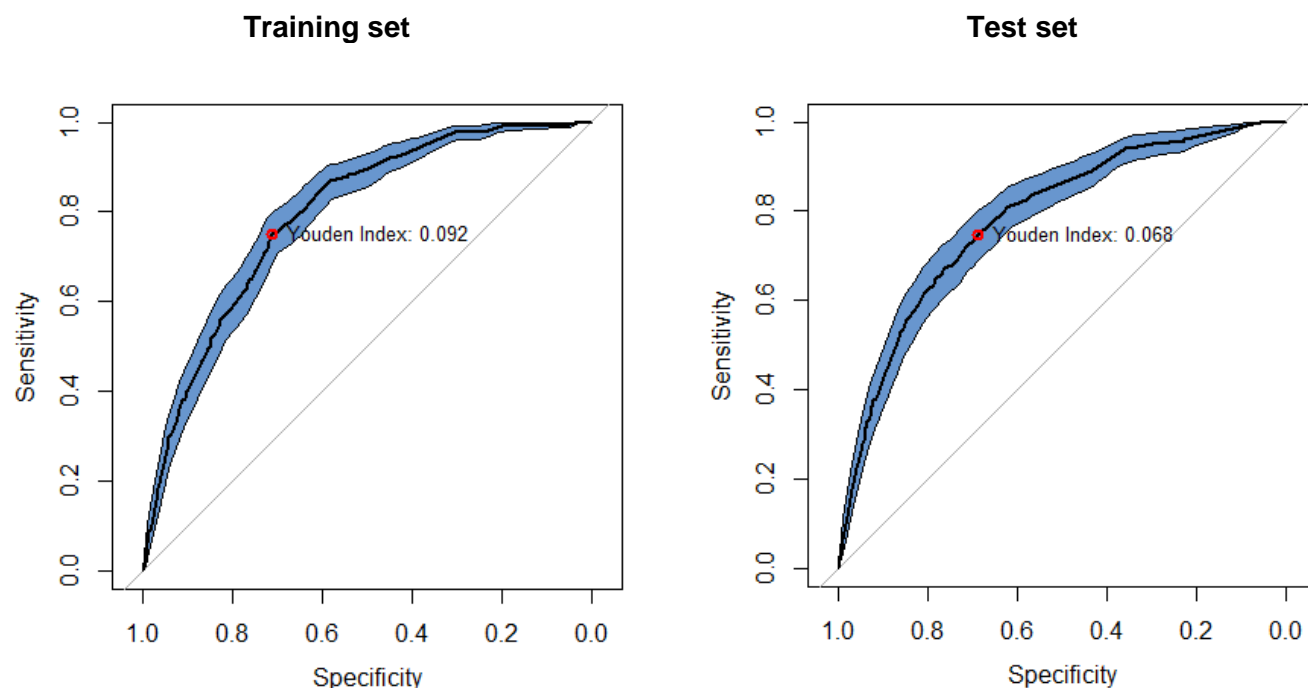 Training set
1.0
0.8
0.6
0.4
0.2
0.0
Sensitivity
Youden Index: 0.092
1.0 0.8 0.6 0.4 0.2 0.0
Specificity
Test set
1.0
0.8
0.6
0.4
0.2
0.0
Sensitivity
Youden Index: 0.068
1.0 0.8 0.6 0.4 0.2 0.0
Specificity